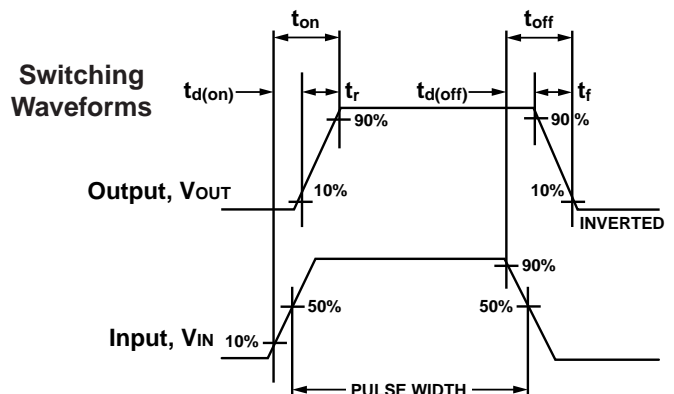 ton
toff
Switching
Waveforms
td(on)
tr
td(off)
tf
90%
90%
Output, VOUT
10%
10%
INVERTED
90%
50%
50%
Input, VIN
10%
PULSE WIDTH